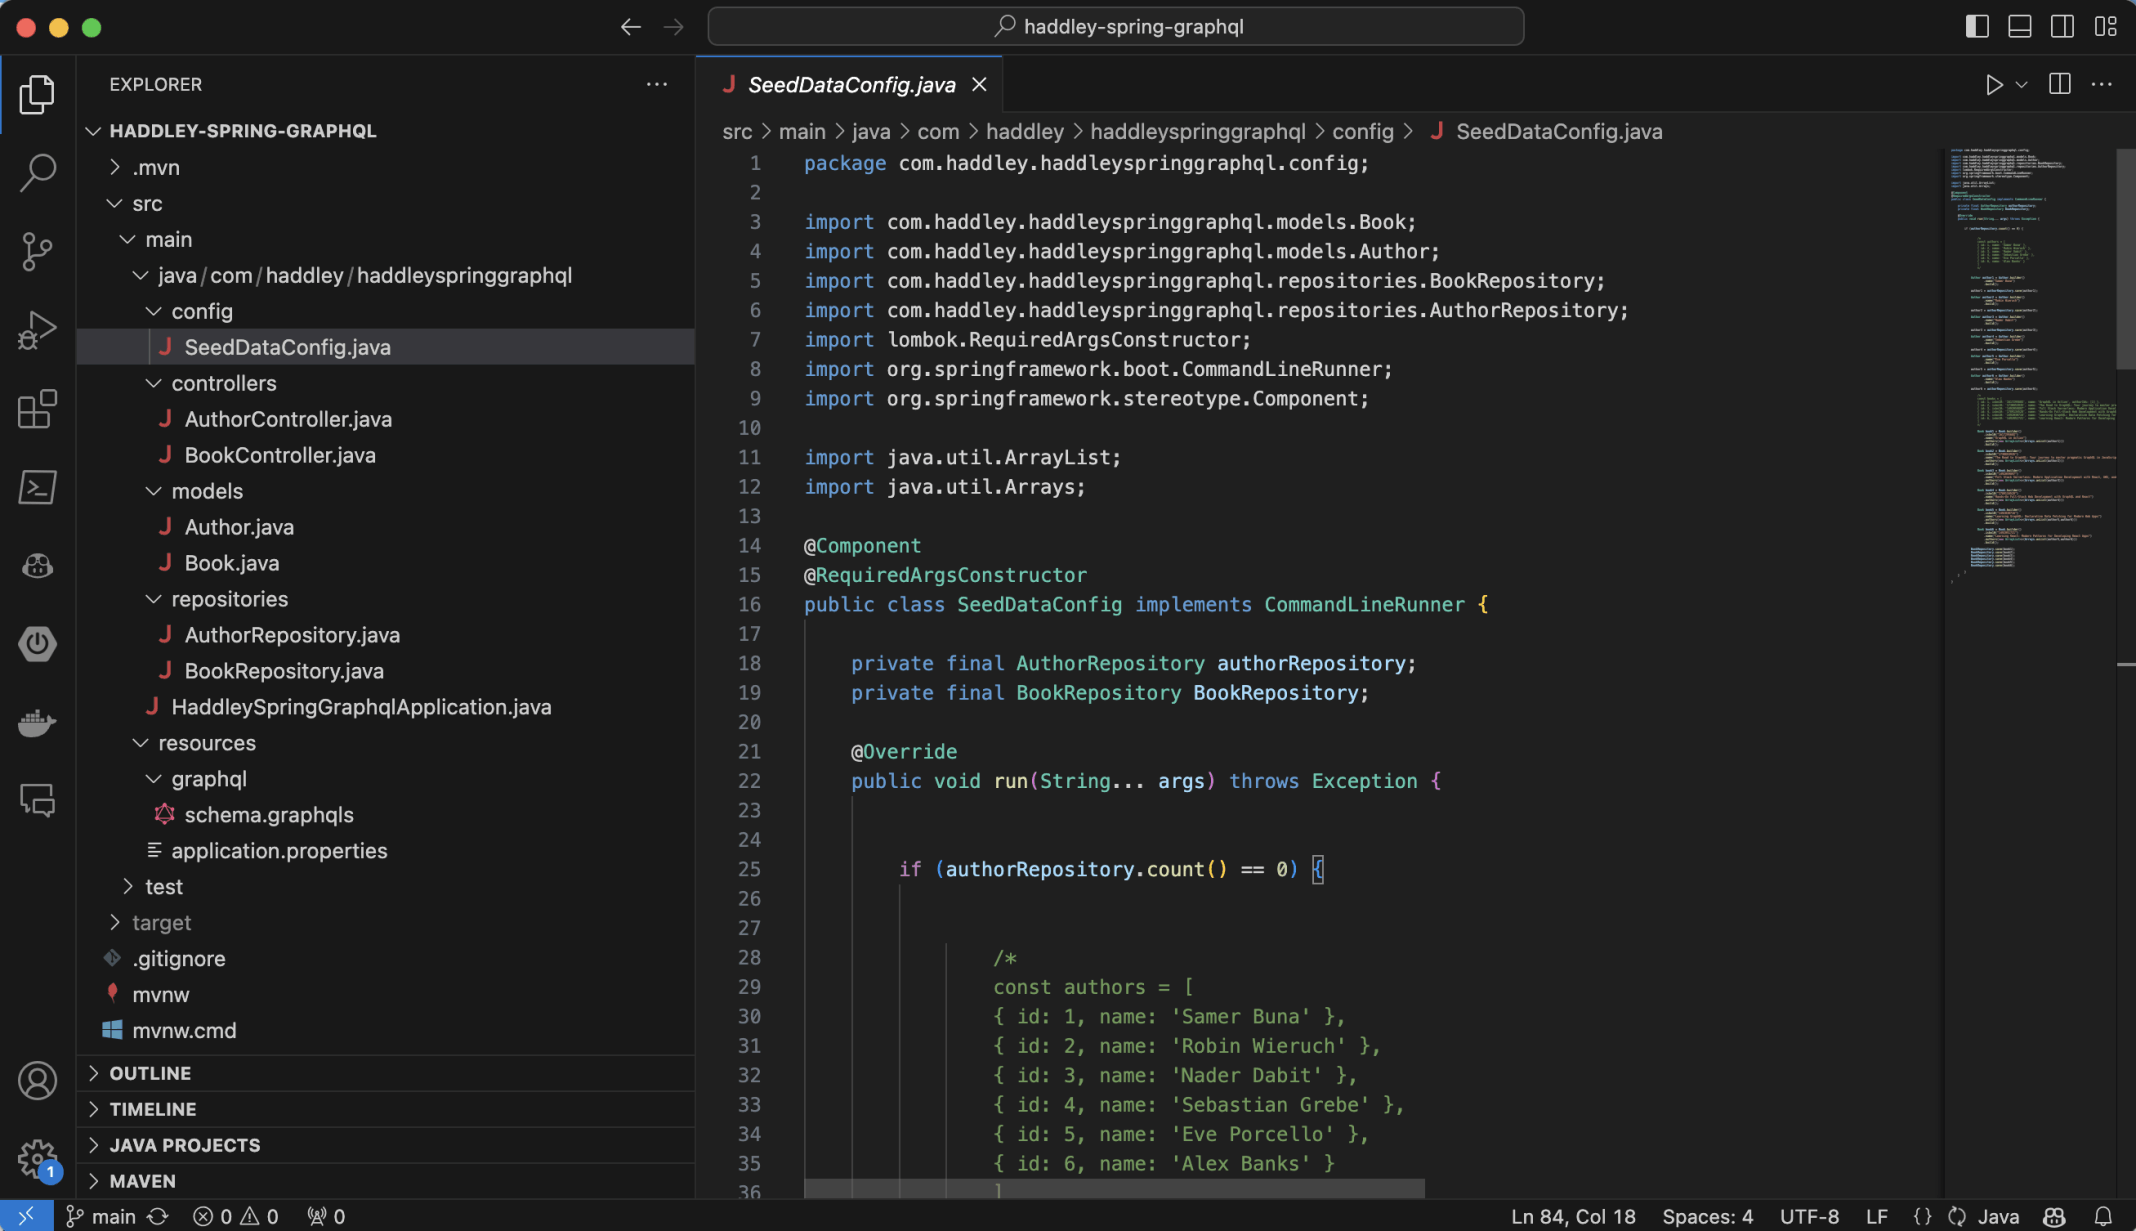 haddley-spring-graphql
EXPLORER
HADDLEY-SPRING-GRAPHQL
.mvn
src
main
java/com/haddley/haddleyspringgraphql
config
SeedDataConfig.java
controllers
AuthorController.java
BookController.java
models
Author.java
Book.java
repositories
AuthorRepository.java
BookRepository.java
HaddleySpringGraphqlApplication.java
resources
graphql
schema.graphqls
application.properties
test
target
.gitignore
mvnw
mvnw.cmd
OUTLINE
TIMELINE
JAVA PROJECTS
MAVEN
1
SeedDataConfig.java
src > main > java > com > haddley > haddleyspringgraphql > config > SeedDataConfig.java
1 package com.haddley.haddleyspringgraphql.config;
2
3 import com.haddley.haddleyspringgraphql.models.Book;
4 import com.haddley.haddleyspringgraphql.models.Author;
5 import com.haddley.haddleyspringgraphql.repositories.BookRepository;
6 import com.haddley.haddleyspringgraphql.repositories.AuthorRepository;
7 import lombok.RequiredArgsConstructor;
8 import org.springframework.boot.CommandLineRunner;
9 import org.springframework.stereotype.Component;
10
11 import java.util.ArrayList;
12 import java.util.Arrays;
13
14 @Component
15 @RequiredArgsConstructor
16 public class SeedDataConfig implements CommandLineRunner {
17
18 private final AuthorRepository authorRepository;
19 private final BookRepository BookRepository;
20
21 @Override
22 public void run(String... args) throws Exception {
23
24
25 if (authorRepository.count() == 0) {
26
27
28 /*
29 const authors = [
30 { id: 1, name: 'Samer Buna' },
31 { id: 2, name: 'Robin Wieruch' },
32 { id: 3, name: 'Nader Dabit' },
33 { id: 4, name: 'Sebastian Grebe' },
34 { id: 5, name: 'Eve Porcello' },
35 { id: 6, name: 'Alex Banks' }
36 ]
main 0 0 0
Ln 84, Col 18 Spaces: 4 UTF-8 LF {} Java